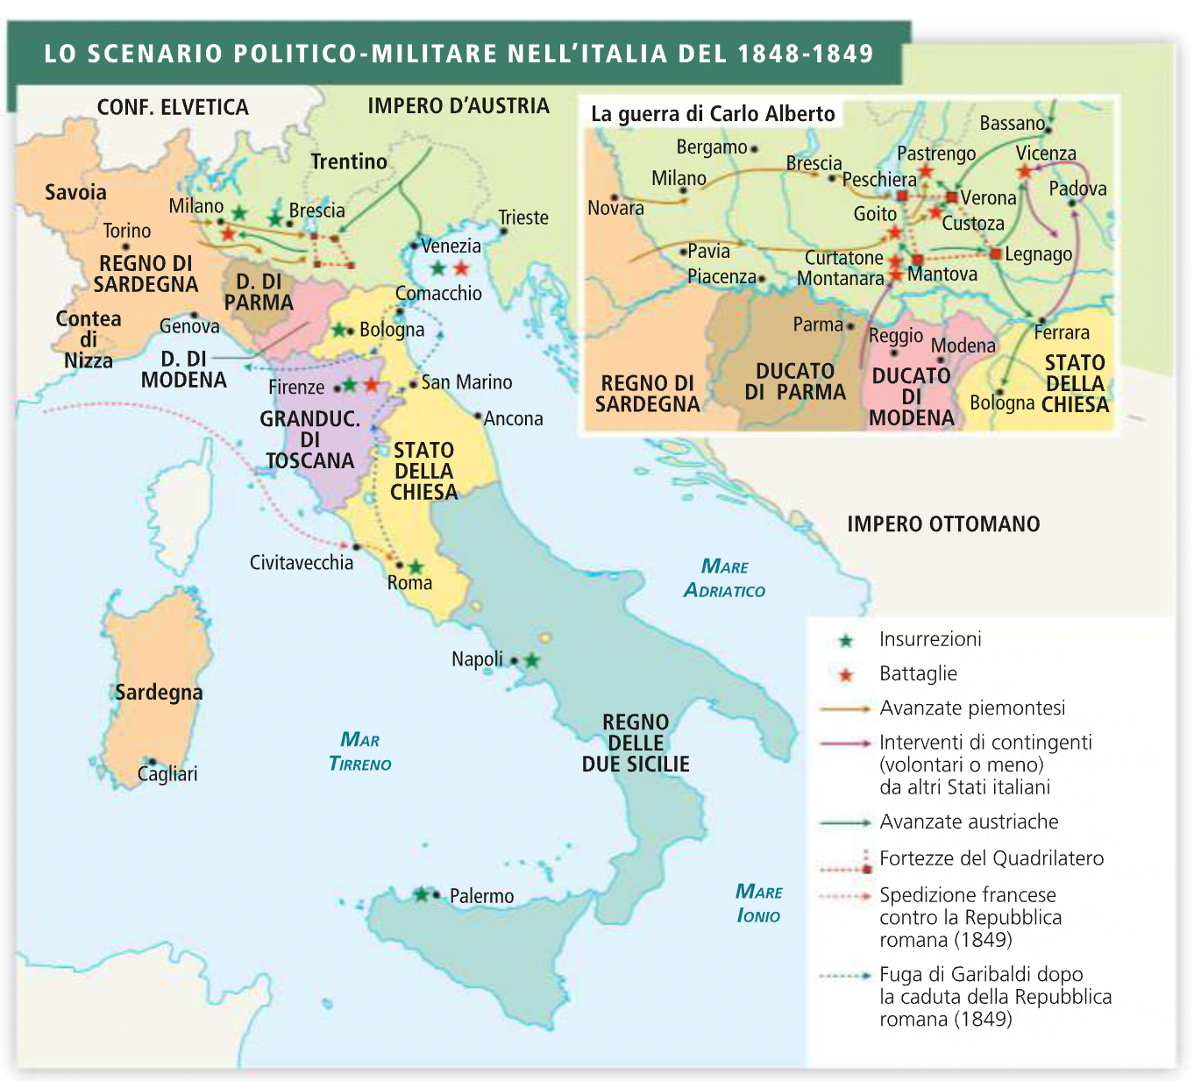 LO SCENARIO POLITICO-MILITARE NELL'ITALIA DEL 1848-1849
CONF. ELVETICA
IMPERO D'AUSTRIA
Trentino
Savoia
Milano
Brescia
Trieste
Torino
Venezia
REGNO DI
SARDEGNA
D. DI
PARMA
Comacchio
Contea
di
Nizza
Genova
Bologna
D. DI
MODENA
Firenze
San Marino
GRANDUC.
DI
TOSCANA
Ancona
STATO
DELLA
CHIESA
IMPERO OTTOMANO
Civitavecchia
Roma
MARE
ADRIATICO
Napoli
Sardegna
REGNO
DELLE
DUE SICILIE
MAR
TIRRENO
Cagliari
Palermo
MARE
IONIO
La guerra di Carlo Alberto
Bassano
Bergamo
Brescia
Pastrengo
Vicenza
Milano
Peschiera
Verona
Padova
Novara
Goito
Custoza
Pavia
Curtatone
Legnago
Piacenza
Montanara
Mantova
Parma
Reggio
Modena
Ferrara
REGNO DI
SARDEGNA
DUCATO
DI PARMA
DUCATO
DI
MODENA
STATO
DELLA
CHIESA
Bologna
Insurrezioni
Battaglie
Avanzate piemontesi
Interventi di contingenti
(volontari o meno)
da altri Stati italiani
Avanzate austriache
Fortezze del Quadrilatero
Spedizione francese
contro la Repubblica
romana (1849)
Fuga di Garibaldi dopo
la caduta della Repubblica
romana (1849)